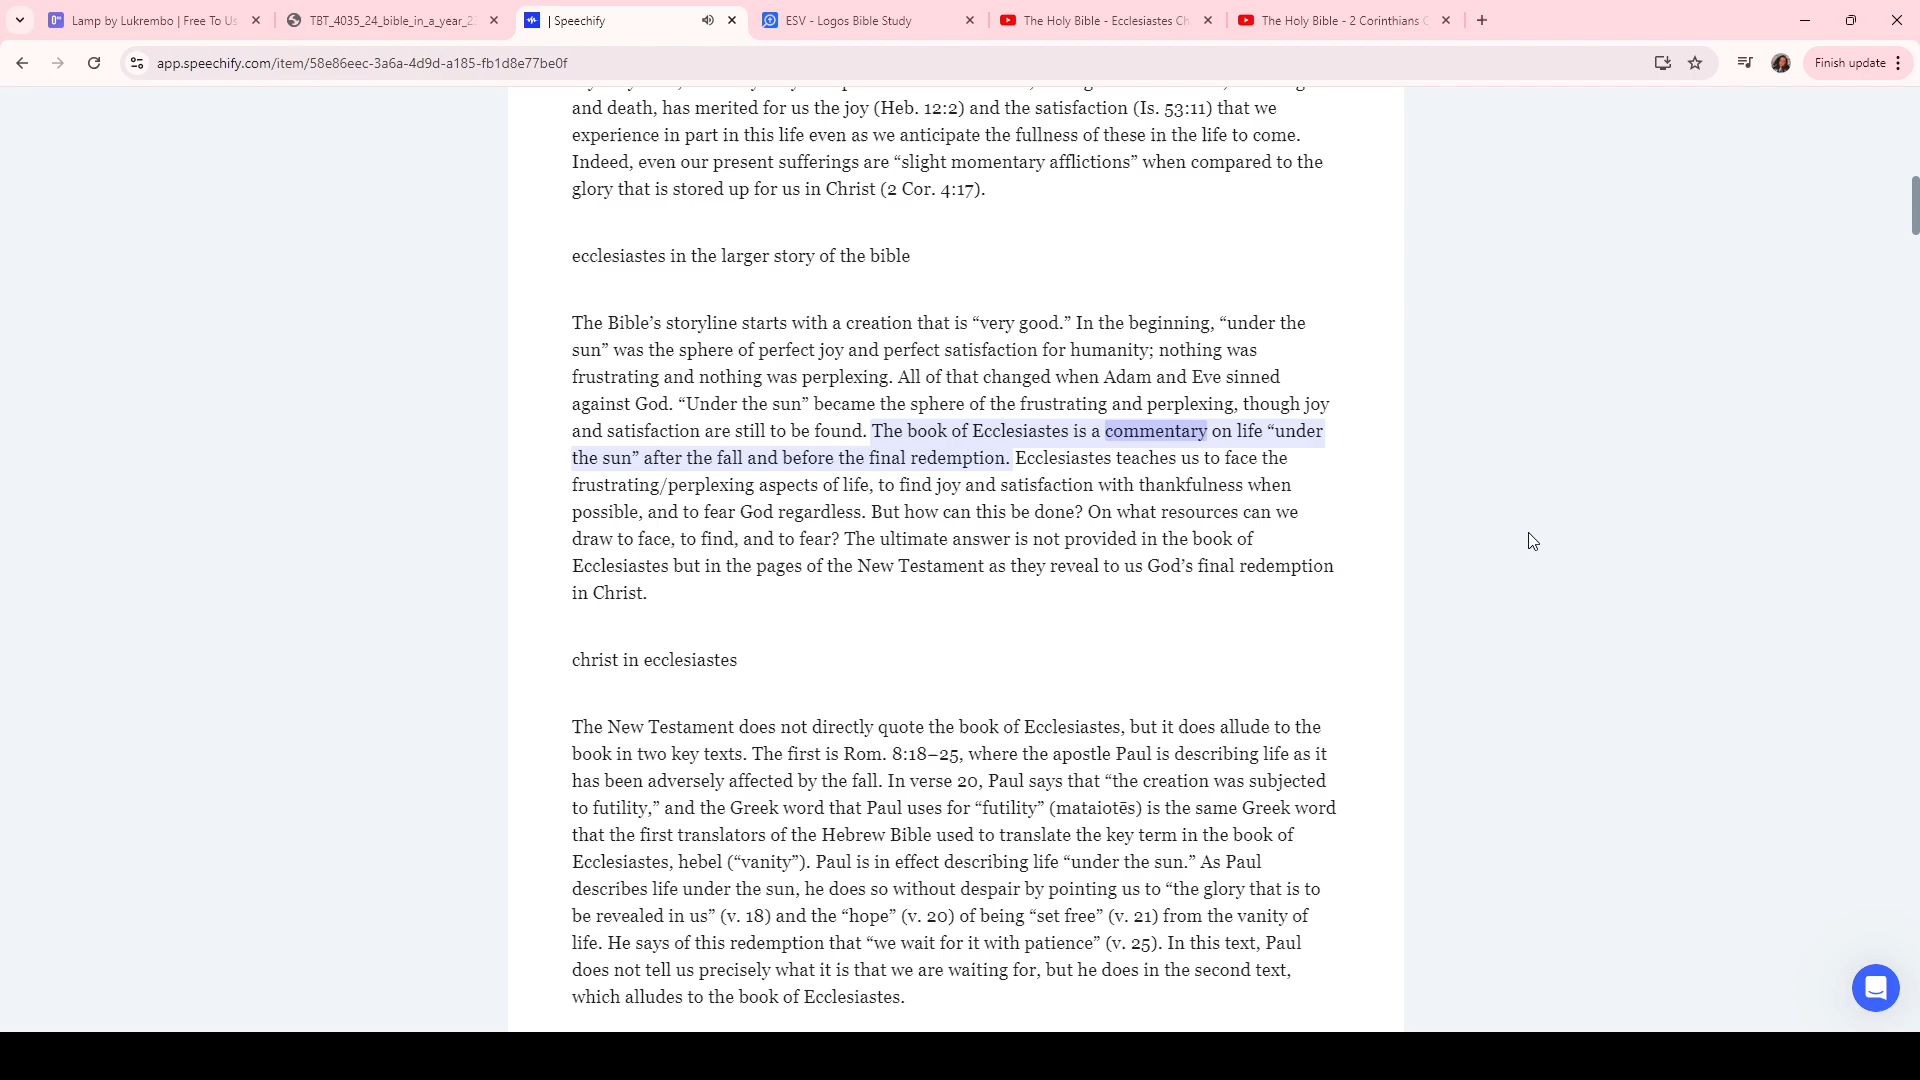 Lamp by Lukrembo | Free To Us
TBT_4035_24_bible_in_a_year_2
| Speechify
ESV - Logos Bible Study
The Holy Bible - Ecclesiastes Ch
The Holy Bible - 2 Corinthians C
app.speechify.com/item/58e86eec-3a6a-4d9d-a185-fb1d8e77be0f
Finish update
and death, has merited for us the joy (Heb. 12:2) and the satisfaction (Is. 53:11) that we
experience in part in this life even as we anticipate the fullness of these in the life to come.
Indeed, even our present sufferings are “slight momentary afflictions” when compared to the
glory that is stored up for us in Christ (2 Cor. 4:17).
ecclesiastes in the larger story of the bible
The Bible’s storyline starts with a creation that is “very good.” In the beginning, “under the
sun” was the sphere of perfect joy and perfect satisfaction for humanity; nothing was
frustrating and nothing was perplexing. All of that changed when Adam and Eve sinned
against God. “Under the sun” became the sphere of the frustrating and perplexing, though joy
and satisfaction are still to be found. The book of Ecclesiastes is a commentary on life “under
the sun” after the fall and before the final redemption. Ecclesiastes teaches us to face the
frustrating/perplexing aspects of life, to find joy and satisfaction with thankfulness when
possible, and to fear God regardless. But how can this be done? On what resources can we
draw to face, to find, and to fear? The ultimate answer is not provided in the book of
Ecclesiastes but in the pages of the New Testament as they reveal to us God’s final redemption
in Christ.
christ in ecclesiastes
The New Testament does not directly quote the book of Ecclesiastes, but it does allude to the
book in two key texts. The first is Rom. 8:18–25, where the apostle Paul is describing life as it
has been adversely affected by the fall. In verse 20, Paul says that “the creation was subjected
to futility,” and the Greek word that Paul uses for “futility” (mataiotēs) is the same Greek word
that the first translators of the Hebrew Bible used to translate the key term in the book of
Ecclesiastes, hebel (“vanity”). Paul is in effect describing life “under the sun.” As Paul
describes life under the sun, he does so without despair by pointing us to “the glory that is to
be revealed in us” (v. 18) and the “hope” (v. 20) of being “set free” (v. 21) from the vanity of
life. He says of this redemption that “we wait for it with patience” (v. 25). In this text, Paul
does not tell us precisely what it is that we are waiting for, but he does in the second text,
which alludes to the book of Ecclesiastes.